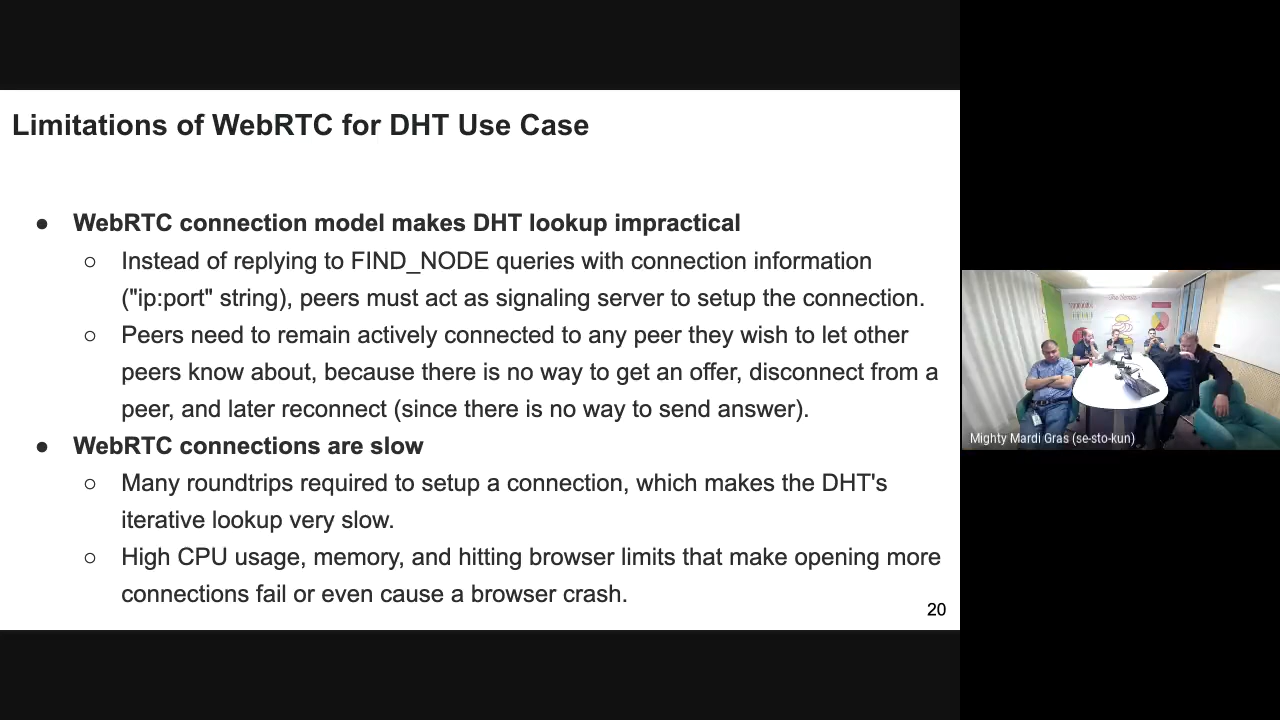 Limitations of WebRTC for DHT Use Case
● WebRTC connection model makes DHT lookup impractical
○ Instead of replying to FIND_NODE queries with connection information
("ip:port" string), peers must act as signaling server to setup the connection.
○ Peers need to remain actively connected to any peer they wish to let other
peers know about, because there is no way to get an offer, disconnect from a
peer, and later reconnect (since there is no way to send answer).
● WebRTC connections are slow
○ Many roundtrips required to setup a connection, which makes the DHT's
iterative lookup very slow.
○ High CPU usage, memory, and hitting browser limits that make opening more
connections fail or even cause a browser crash.
20
Mighty Mardi Gras (se-sto-kun)